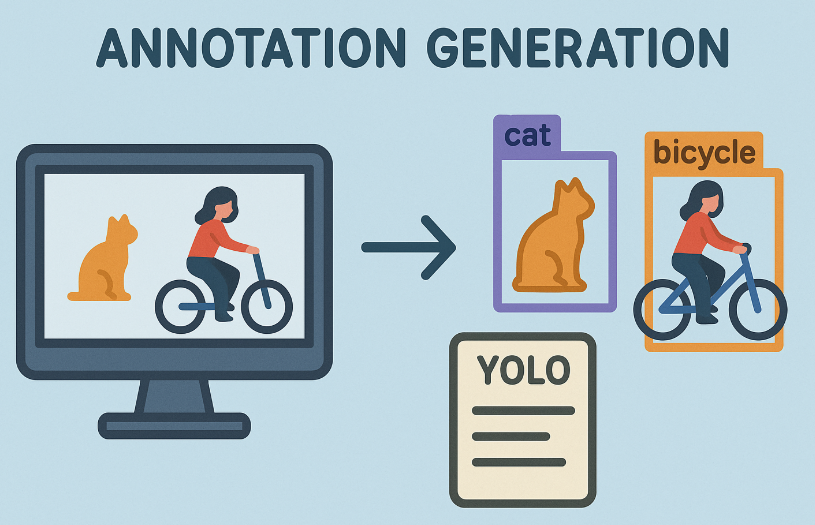 ANNOTATION GENERATION
cat
bicycle
YOLO